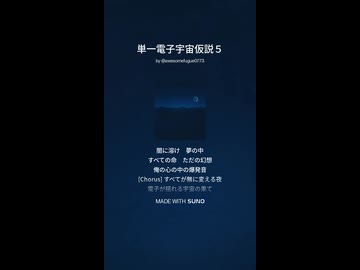 単一電子宇宙仮説５
by @awesomefugue0773
闇に溶け　夢の中
すべての命　ただの幻想
俺の心の中の爆発音
[Chorus] すべてが無に変える夜
電子が揺れる宇宙の果て
MADE WITH SUNO